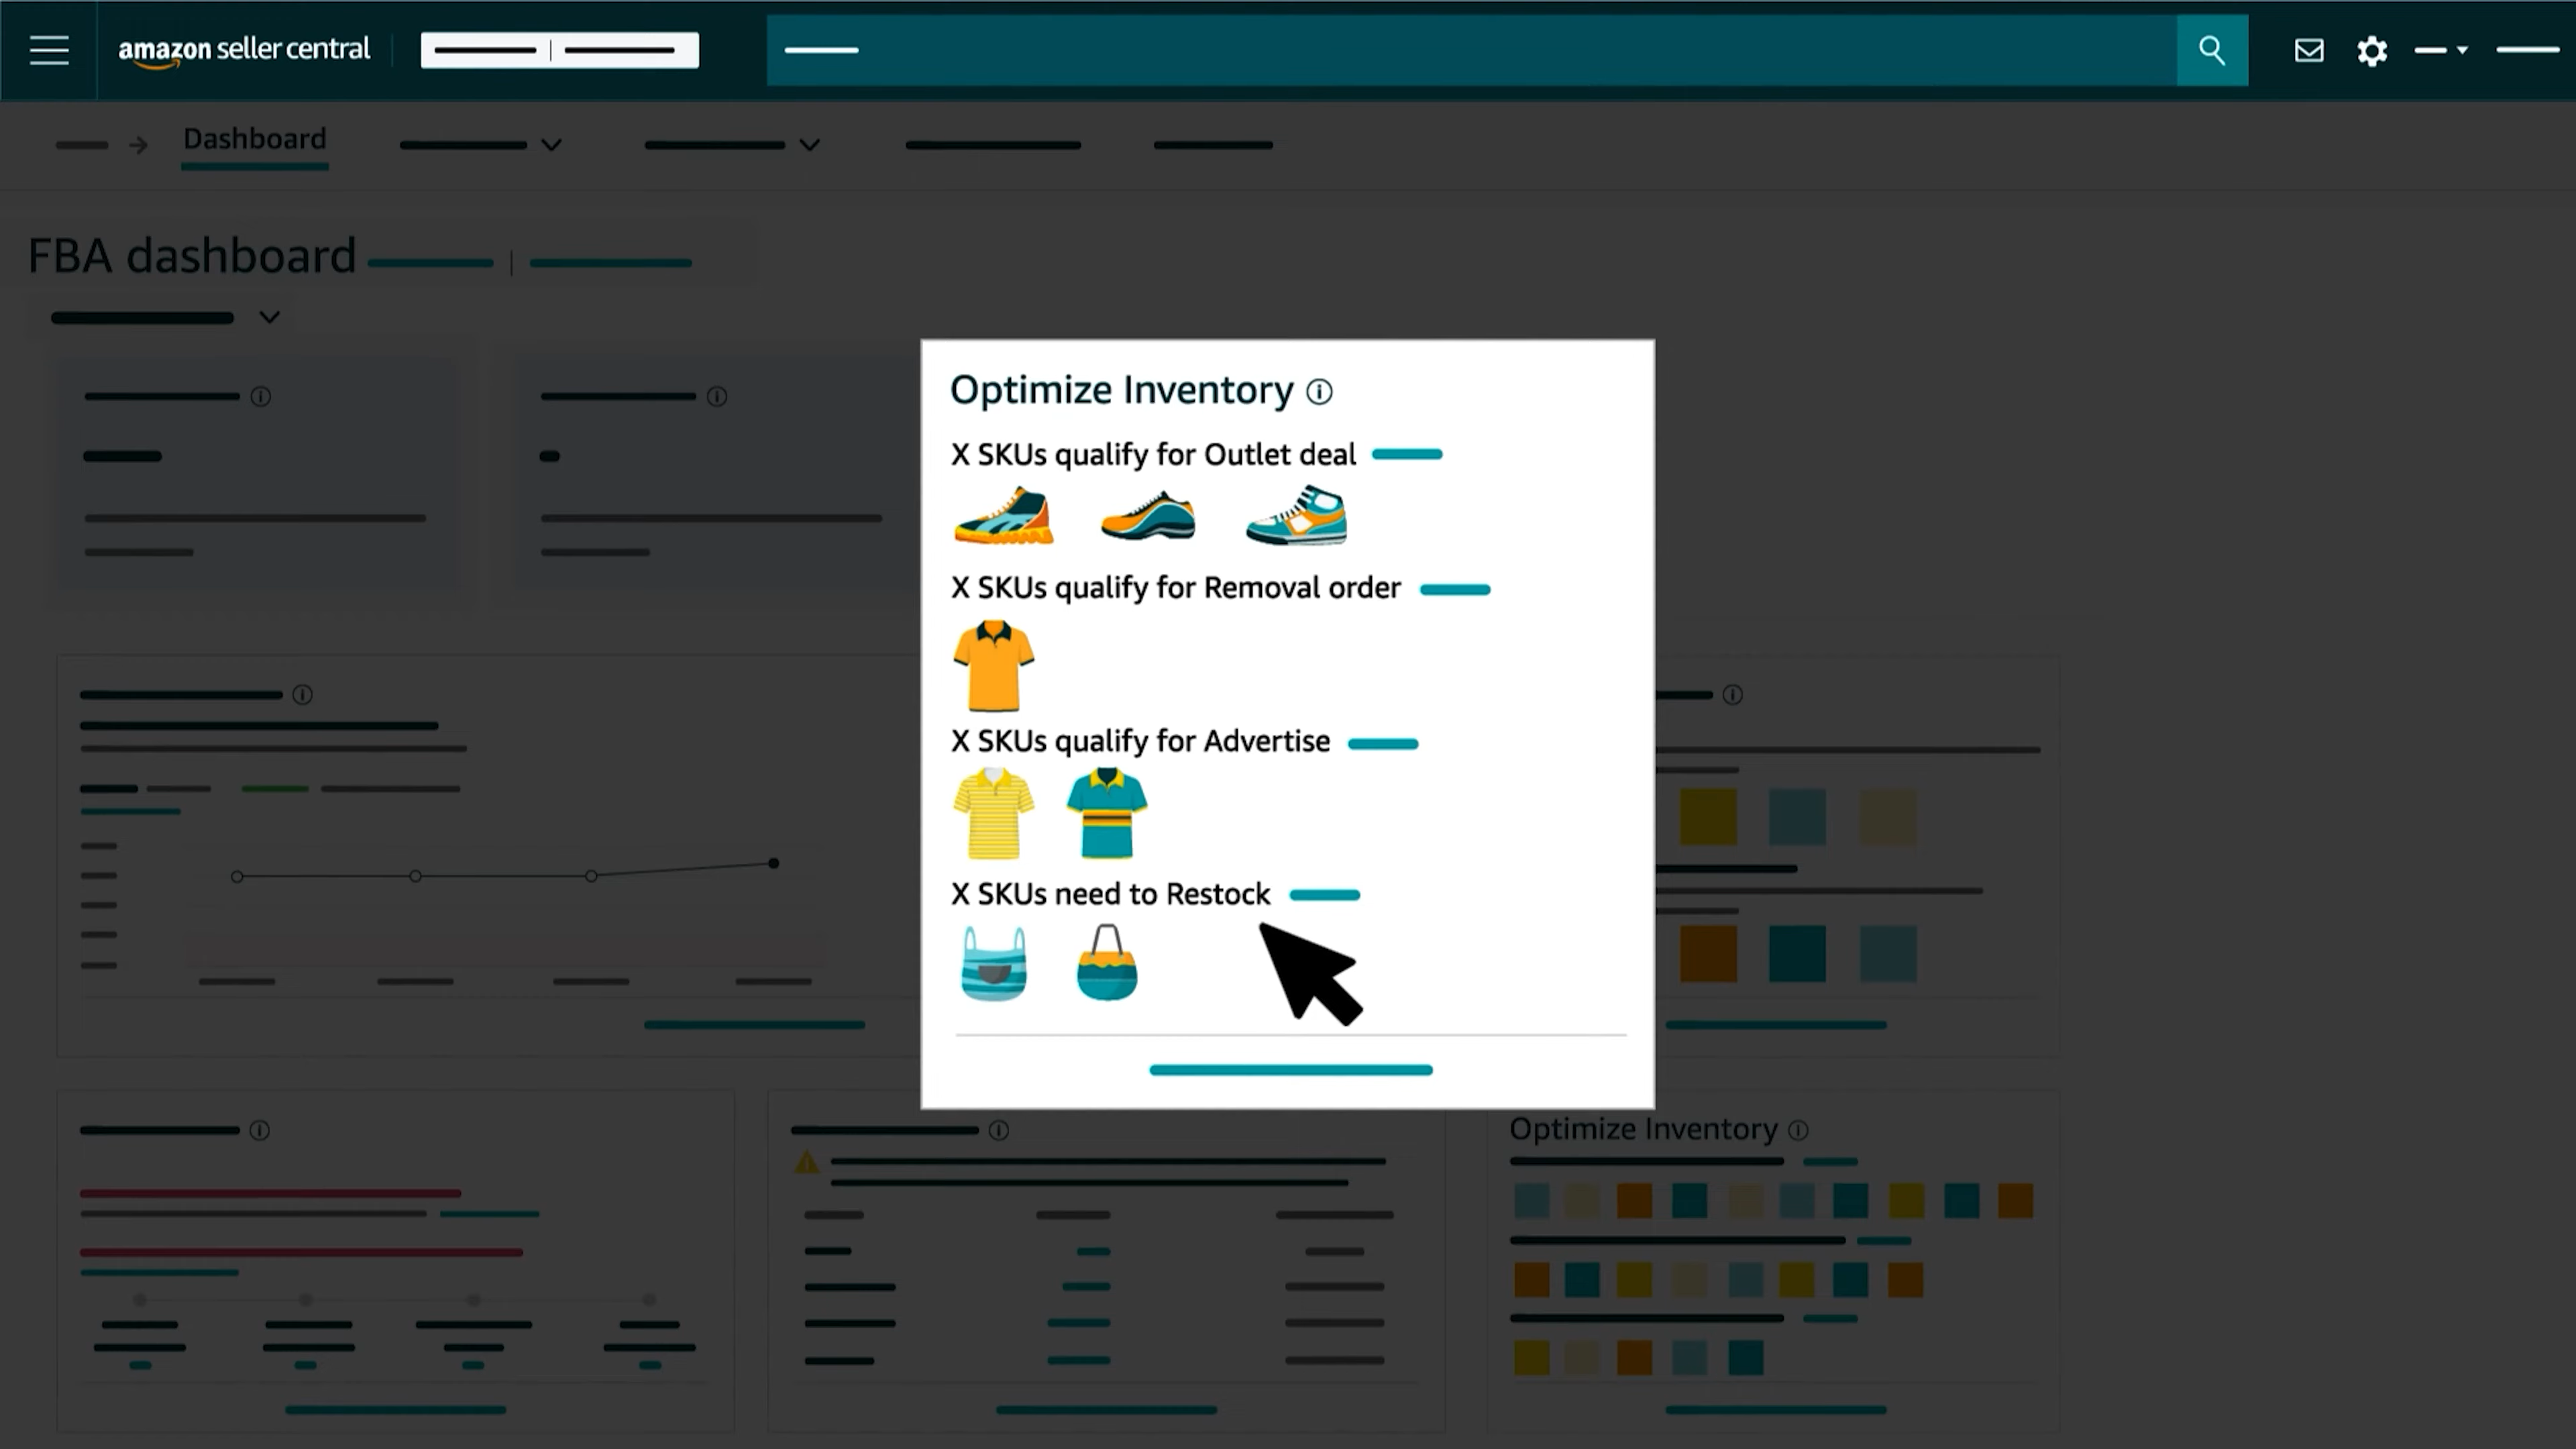 amazon seller central
Dashboard
FBA dashboard
Optimize Inventory
X SKUs qualify for Outlet deal
X SKUs qualify for Removal order
X SKUs qualify for Advertise
X SKUs need to Restock
Optimize Inventory